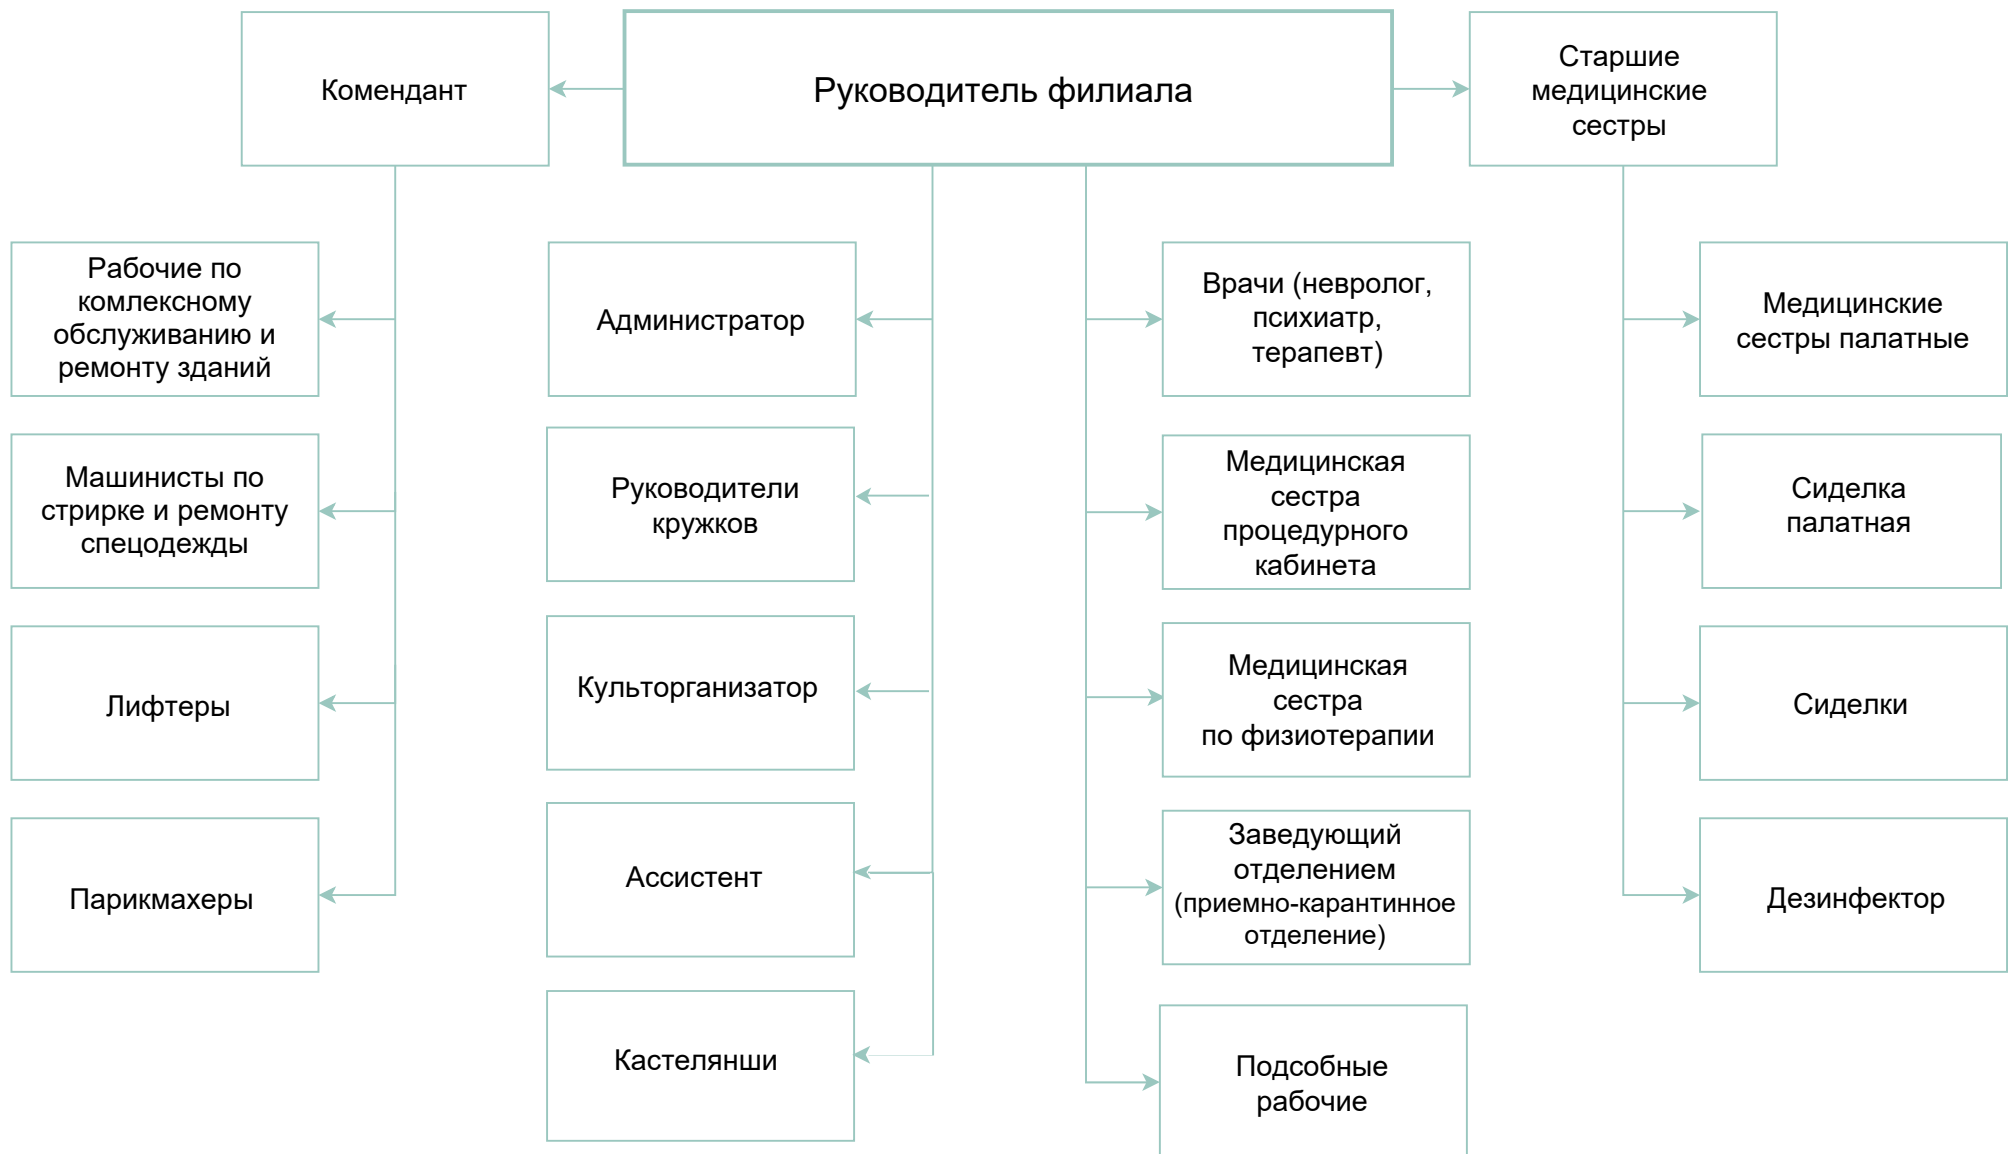 Комендант
Руководитель филиала
Старшие
медицинские
сестры
Рабочие по
комлексному
обслуживанию и
ремонту зданий
Администратор
Врачи (невролог,
психиатр,
терапевт)
Медицинские
сестры палатные
Машинисты по
стрирке и ремонту
спецодежды
Руководители
кружков
Медицинская
сестра
процедурного
кабинета
Сиделка
палатная
Лифтеры
Культорганизатор
Медицинская
сестра
по физиотерапии
Сиделки
Парикмахеры
Ассистент
Заведующий
отделением
(приемно-карантинное
отделение)
Дезинфектор
Кастелянши
Подсобные
рабочие